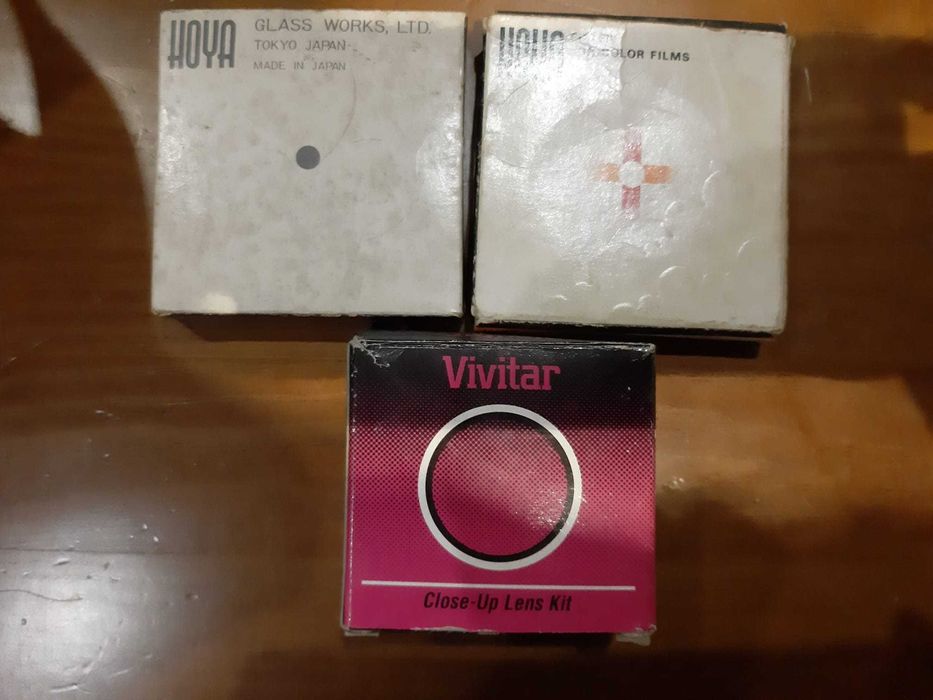 HOYA
GLASS WORKS, LTD.
TOKYO JAPAN
MADE IN JAPAN
HOYA
COLOR FILMS
Vivitar
Close-Up Lens Kit